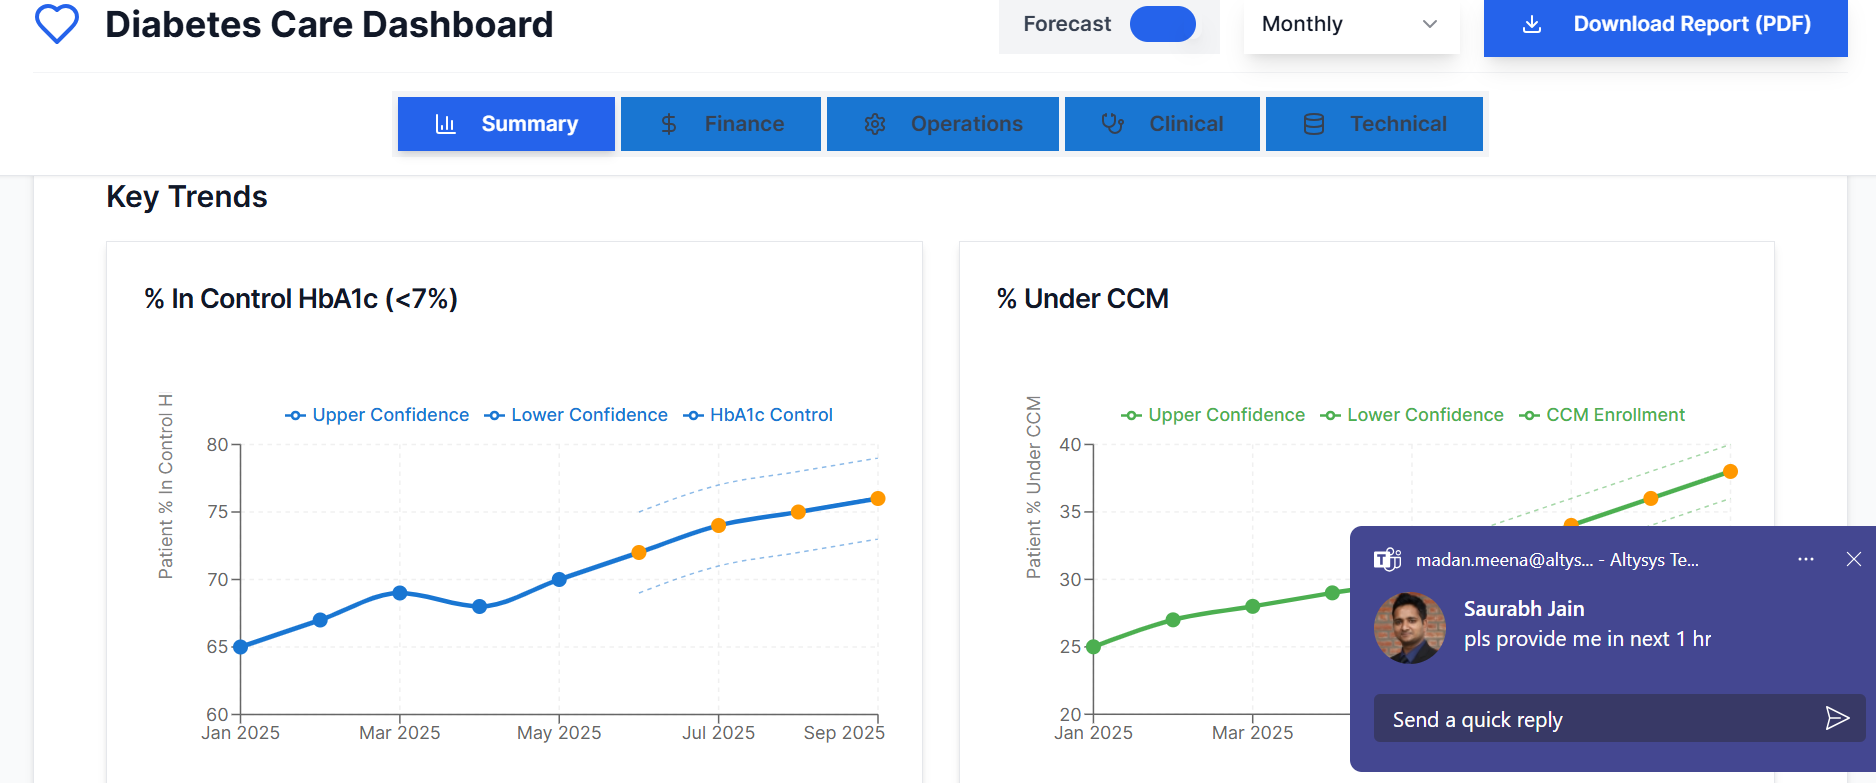 Diabetes Care Dashboard
Forecast
Monthly
Download Report (PDF)
Summary
Finance
Operations
Clinical
Technical
Key Trends
% In Control HbA1c (<7%)
Upper Confidence
Lower Confidence
HbA1c Control
Patient % In Control H
80
75
70
65
60
Jan 2025
Mar 2025
May 2025
Jul 2025
Sep 2025
% Under CCM
Upper Confidence
Lower Confidence
CCM Enrollment
Patient % Under CCM
40
35
30
25
20
Jan 2025
Mar 2025
madan.meena@altys... - Altysys Te...
Saurabh Jain
pls provide me in next 1 hr
Send a quick reply